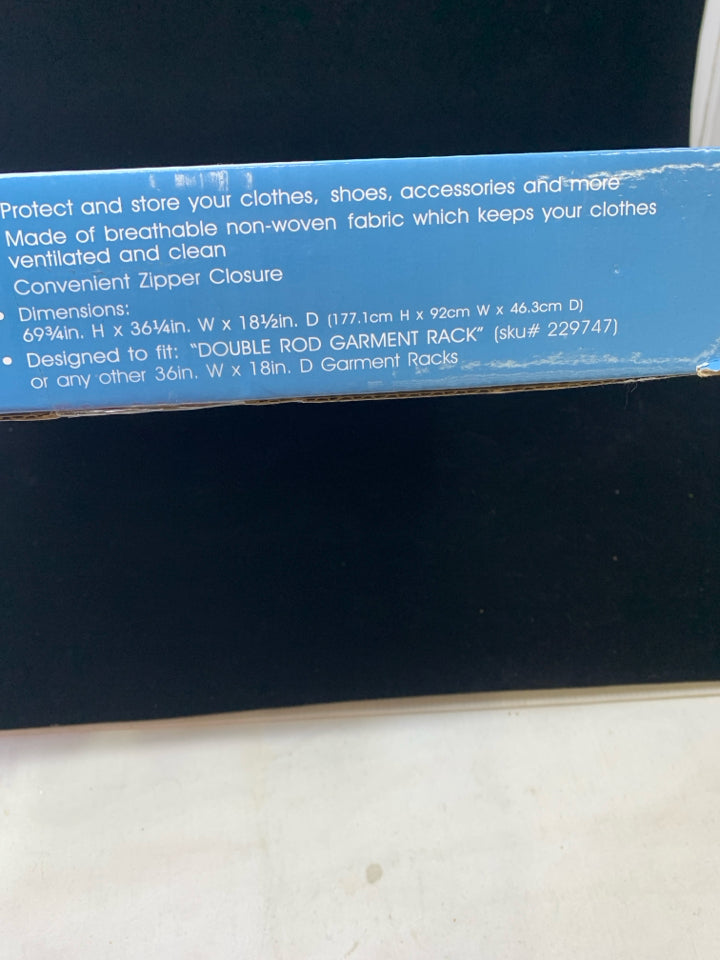 Protect and store your clothes, shoes, accessories and more
Made of breathable non-woven fabric which keeps your clothes
ventilated and clean
Convenient Zipper Closure
• Dimensions:
69¾in. H x 36¼in. W x 18½in. D (177.1cm H x 92cm W x 46.3cm D)
• Designed to fit: "DOUBLE ROD GARMENT RACK" (sku# 229747)
or any other 36in. W x 18in. D Garment Racks